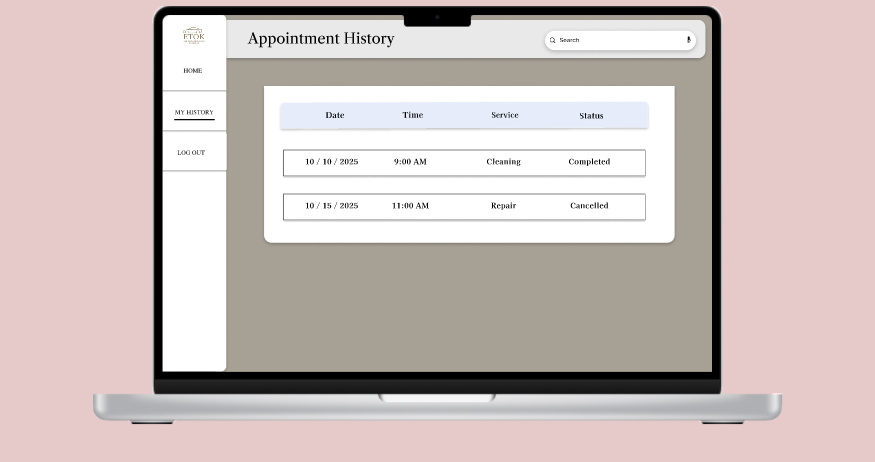 ETOK
HOME
MY HISTORY
LOG OUT
Appointment History
Search
Date Time Service Status
10 / 10 / 2025 9:00 AM Cleaning Completed
10 / 15 / 2025 11:00 AM Repair Cancelled